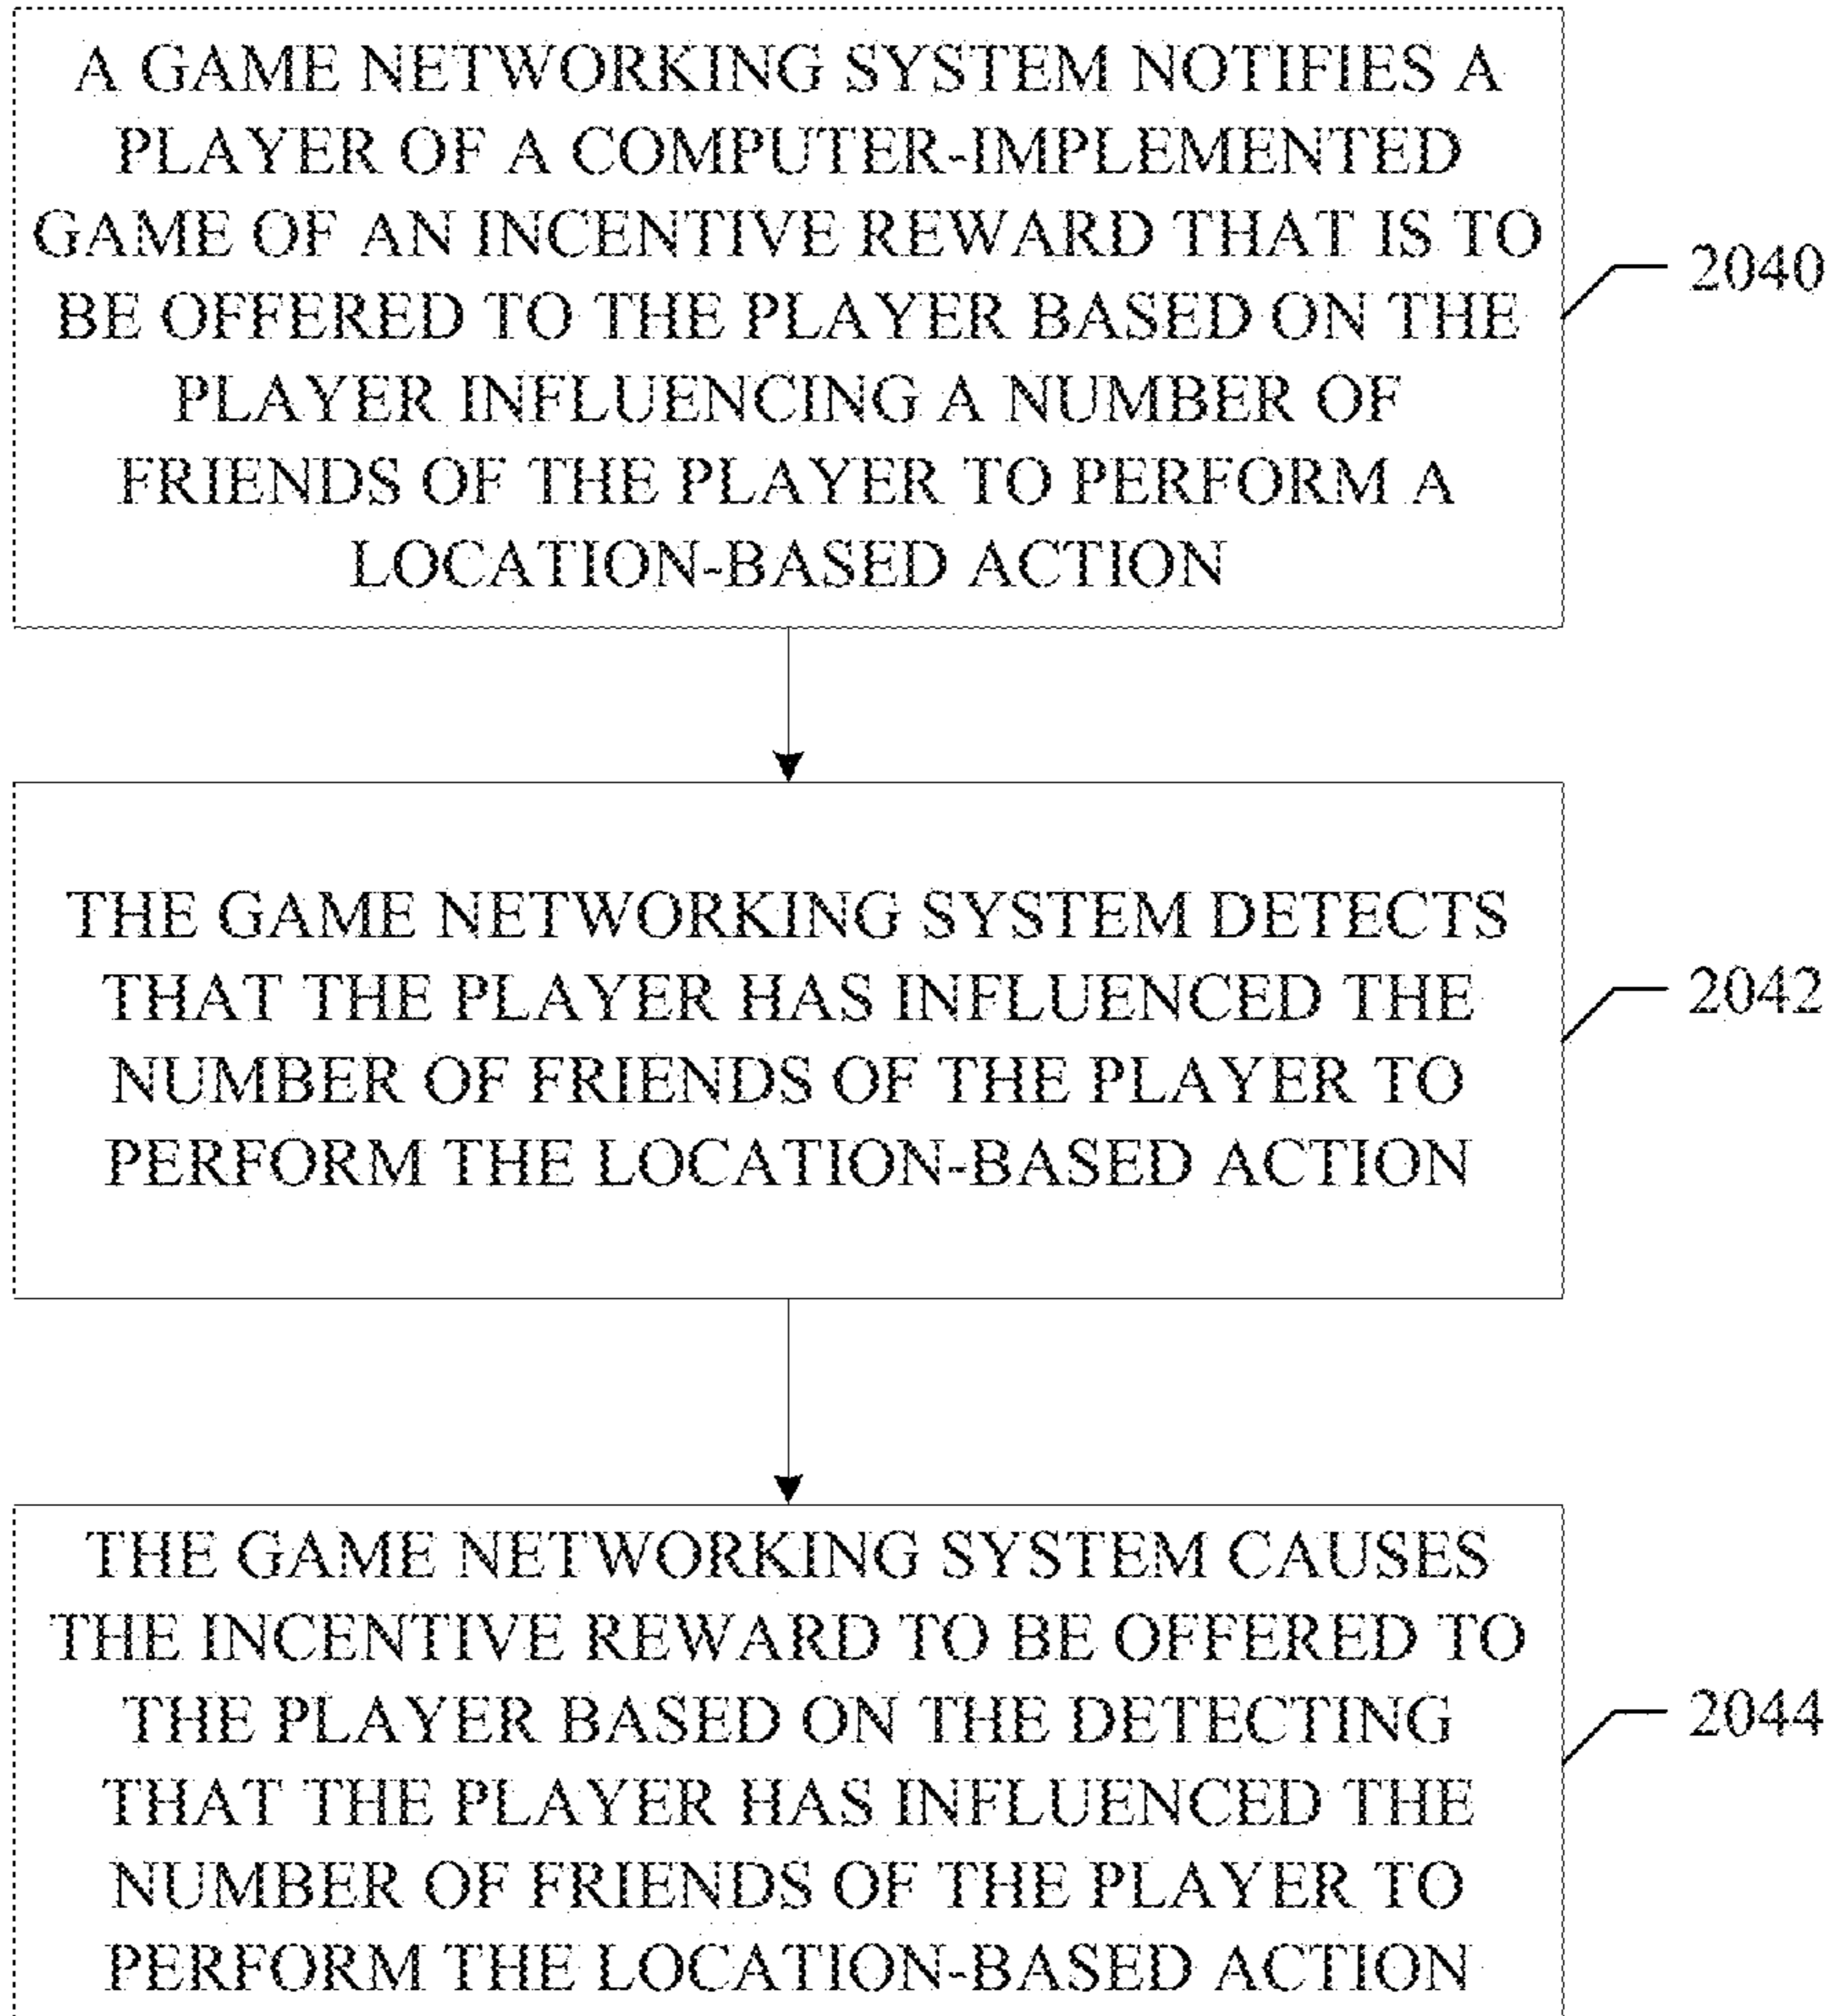 A GAME NETWORKING SYSTEM NOTIFIES A
PLAYER OF A COMPUTER-IMPLEMENTED
GAME OF AN INCENTIVE REWARD THAT IS TO
BE OFFERED TO THE PLAYER BASED ON THE
PLAYER INFLUENCING A NUMBER OF
FRIENDS OF THE PLAYER TO PERFORM A
LOCATION-BASED ACTION
2040
THE GAME NETWORKING SYSTEM DETECTS
THAT THE PLAYER HAS INFLUENCED THE
NUMBER OF FRIENDS OF THE PLAYER TO
PERFORM THE LOCATION-BASED ACTION
2042
THE GAME NETWORKING SYSTEM CAUSES
THE INCENTIVE REWARD TO BE OFFERED TO
THE PLAYER BASED ON THE DETECTING
THAT THE PLAYER HAS INFLUENCED THE
NUMBER OF FRIENDS OF THE PLAYER TO
PERFORM THE LOCATION-BASED ACTION
2044